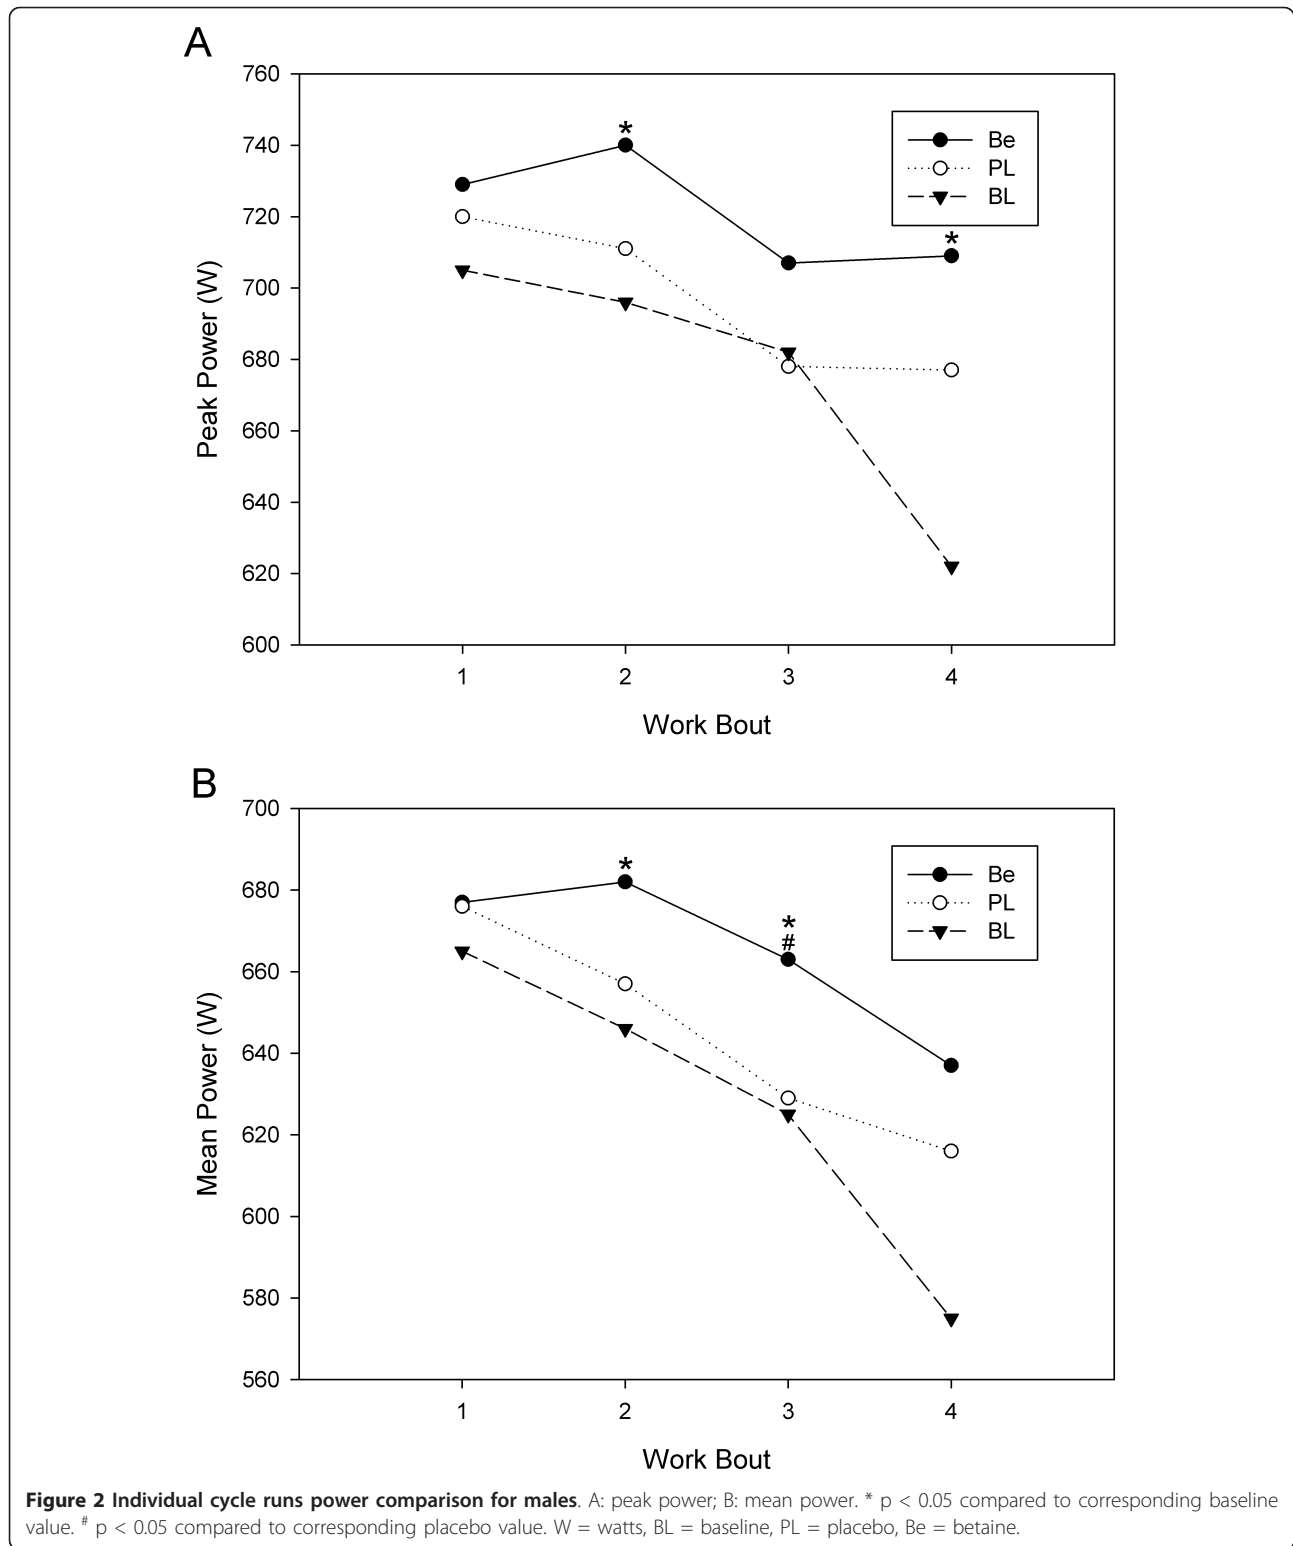 A
760
740
720
700
680
660
640
620
600
Peak Power (W)
*
*
Be
PL
BL
1 2 3 4
Work Bout
B
700
680
660
640
620
600
580
560
Mean Power (W)
*
*
#
Be
PL
BL
1 2 3 4
Work Bout
Figure 2 Individual cycle runs power comparison for males. A: peak power; B: mean power. * p < 0.05 compared to corresponding baseline
value. # p < 0.05 compared to corresponding placebo value. W = watts, BL = baseline, PL = placebo, Be = betaine.